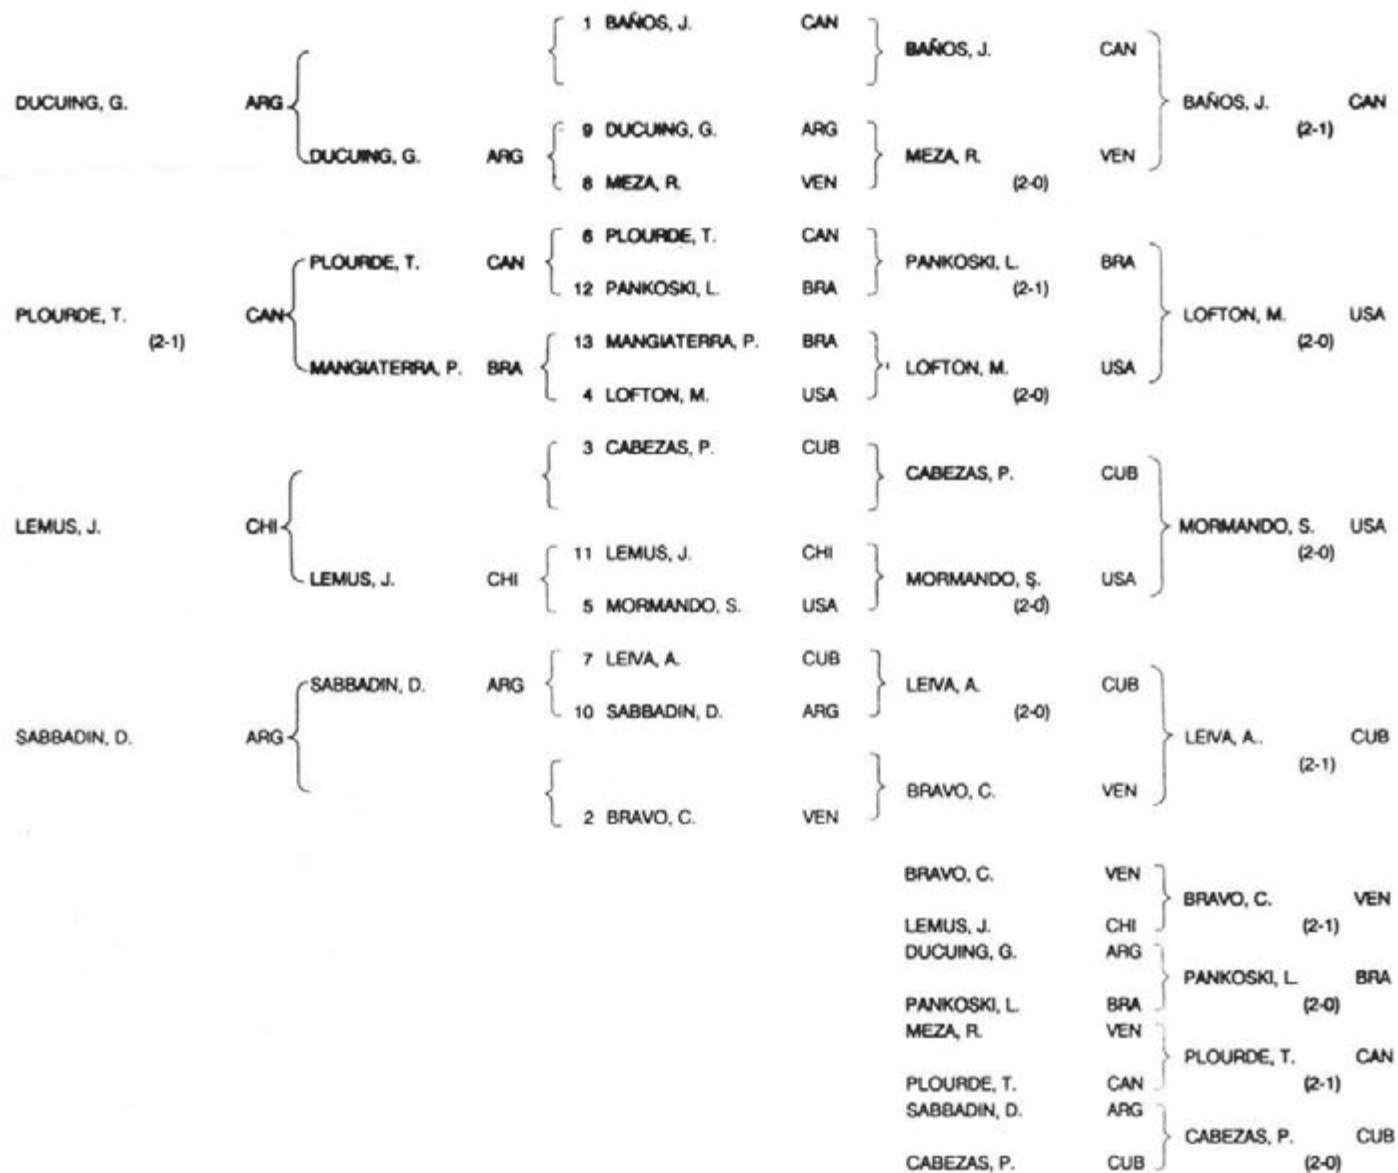 1 BAÑOS, J. CAN
BAÑOS, J. CAN
DUCUING, G. ARG BAÑOS, J. CAN
9 DUCUING, G. ARG (2-1)
DUCUING, G. ARG MEZA, R. VEN
8 MEZA, R. VEN (2-0)
6 PLOURDE, T. CAN
PLOURDE, T. CAN PANKOSKI, L. BRA
12 PANKOSKI, L. BRA (2-1)
PLOURDE, T. CAN LOFTON, M. USA
(2-1) 13 MANGIATERRA, P. BRA (2-0)
MANGIATERRA, P. BRA LOFTON, M. USA
4 LOFTON, M. USA (2-0)
3 CABEZAS, P. CUB
CABEZAS, P. CUB
LEMUS, J. CHI MORMANDO, S. USA
11 LEMUS, J. CHI (2-0)
LEMUS, J. CHI MORMANDO, S. USA
5 MORMANDO, S. USA (2-0)
7 LEIVA, A. CUB
SABBADIN, D. ARG LEIVA, A. CUB
10 SABBADIN, D. ARG (2-0)
SABBADIN, D. ARG LEIVA, A.. CUB
(2-1)
BRAVO, C. VEN
2 BRAVO, C. VEN
BRAVO, C. VEN
BRAVO, C. VEN
LEMUS, J. CHI (2-1)
DUCUING, G. ARG
PANKOSKI, L. BRA
PANKOSKI, L. BRA (2-0)
MEZA, R. VEN
PLOURDE, T. CAN
PLOURDE, T. CAN (2-1)
SABBADIN, D. ARG
CABEZAS, P. CUB
CABEZAS, P. CUB (2-0)